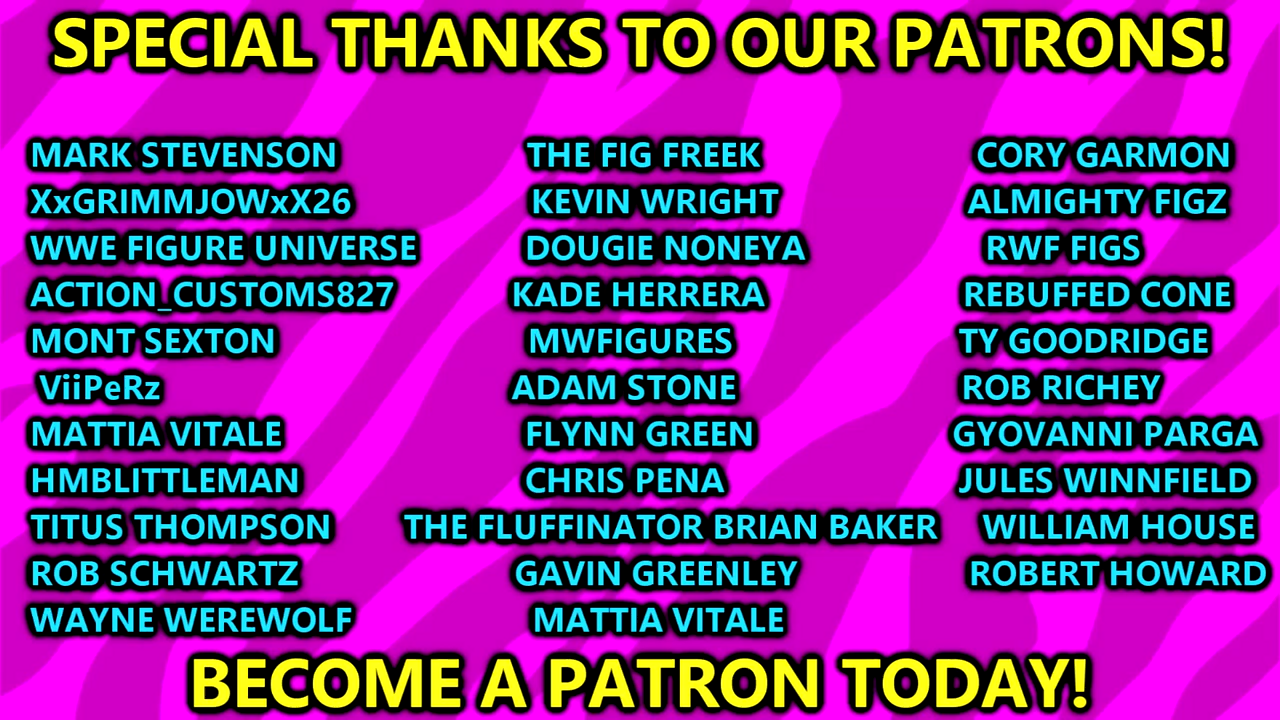 SPECIAL THANKS TO OUR PATRONS!
MARK STEVENSON
XxGRIMMJOWxX26
WWE FIGURE UNIVERSE
ACTION_CUSTOMS827
MONT SEXTON
ViiPeRz
MATTIA VITALE
HMBLITTLEMAN
TITUS THOMPSON
ROB SCHWARTZ
WAYNE WEREWOLF
THE FIG FREEK
KEVIN WRIGHT
DOUGIE NONEYA
KADE HERRERA
MWFIGURES
ADAM STONE
FLYNN GREEN
CHRIS PENA
THE FLUFFINATOR BRIAN BAKER
GAVIN GREENLEY
MATTIA VITALE
CORY GARMON
ALMIGHTY FIGZ
RWF FIGS
REBUFFED CONE
TY GOODRIDGE
ROB RICHEY
GYOVANNI PARGA
JULES WINNFIELD
WILLIAM HOUSE
ROBERT HOWARD
BECOME A PATRON TODAY!